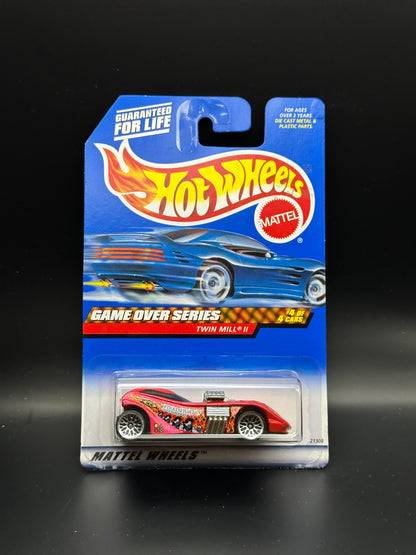 GUARANTEED
FOR LIFE
FOR AGES
OVER 3 YEARS.
DIE CAST METAL &
PLASTIC PARTS.
HOT WHEELS
MATTEL
®
GAME OVER SERIES
#4 OF
4 CARS
TWIN MILL® II
21308
MATTEL WHEELS™